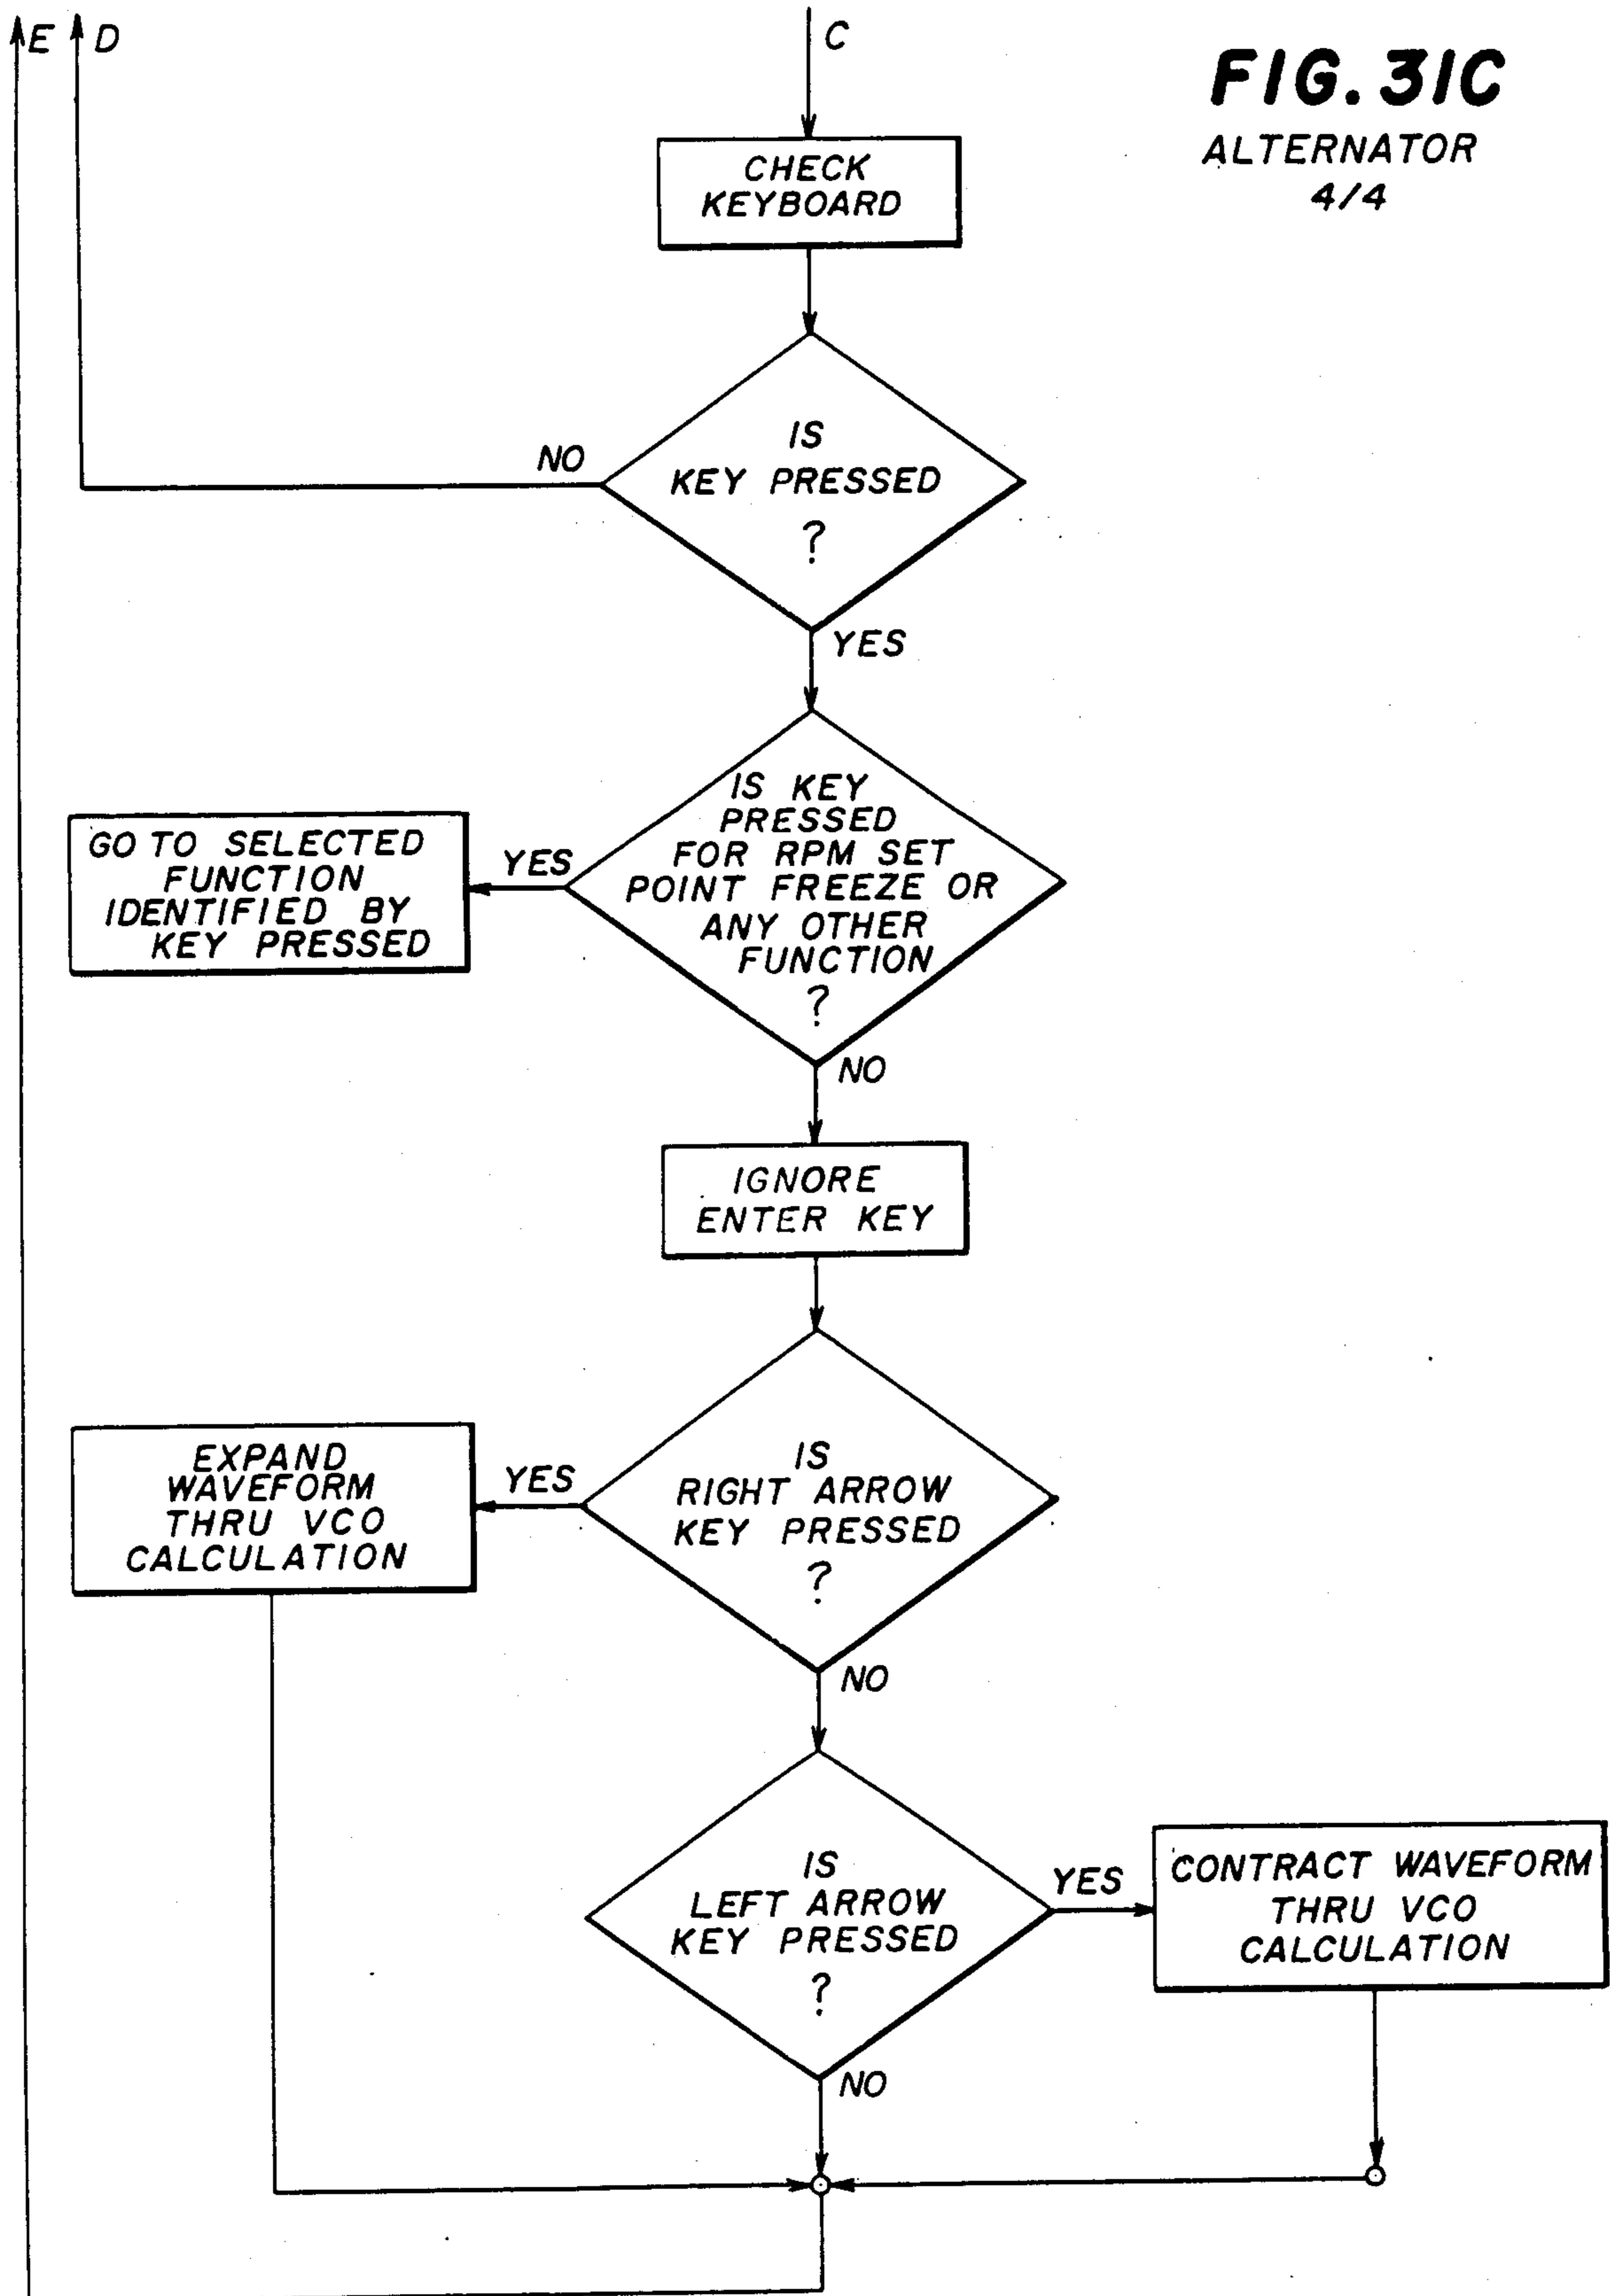 E D
C
FIG. 31C
ALTERNATOR
4/4
CHECK
KEYBOARD
IS
KEY PRESSED
?
NO
YES
IS KEY
PRESSED
FOR RPM SET
POINT FREEZE OR
ANY OTHER
FUNCTION
?
YES
GO TO SELECTED
FUNCTION
IDENTIFIED BY
KEY PRESSED
NO
IGNORE
ENTER KEY
IS
RIGHT ARROW
KEY PRESSED
?
YES
EXPAND
WAVEFORM
THRU VCO
CALCULATION
NO
IS
LEFT ARROW
KEY PRESSED
?
YES
CONTRACT WAVEFORM
THRU VCO
CALCULATION
NO